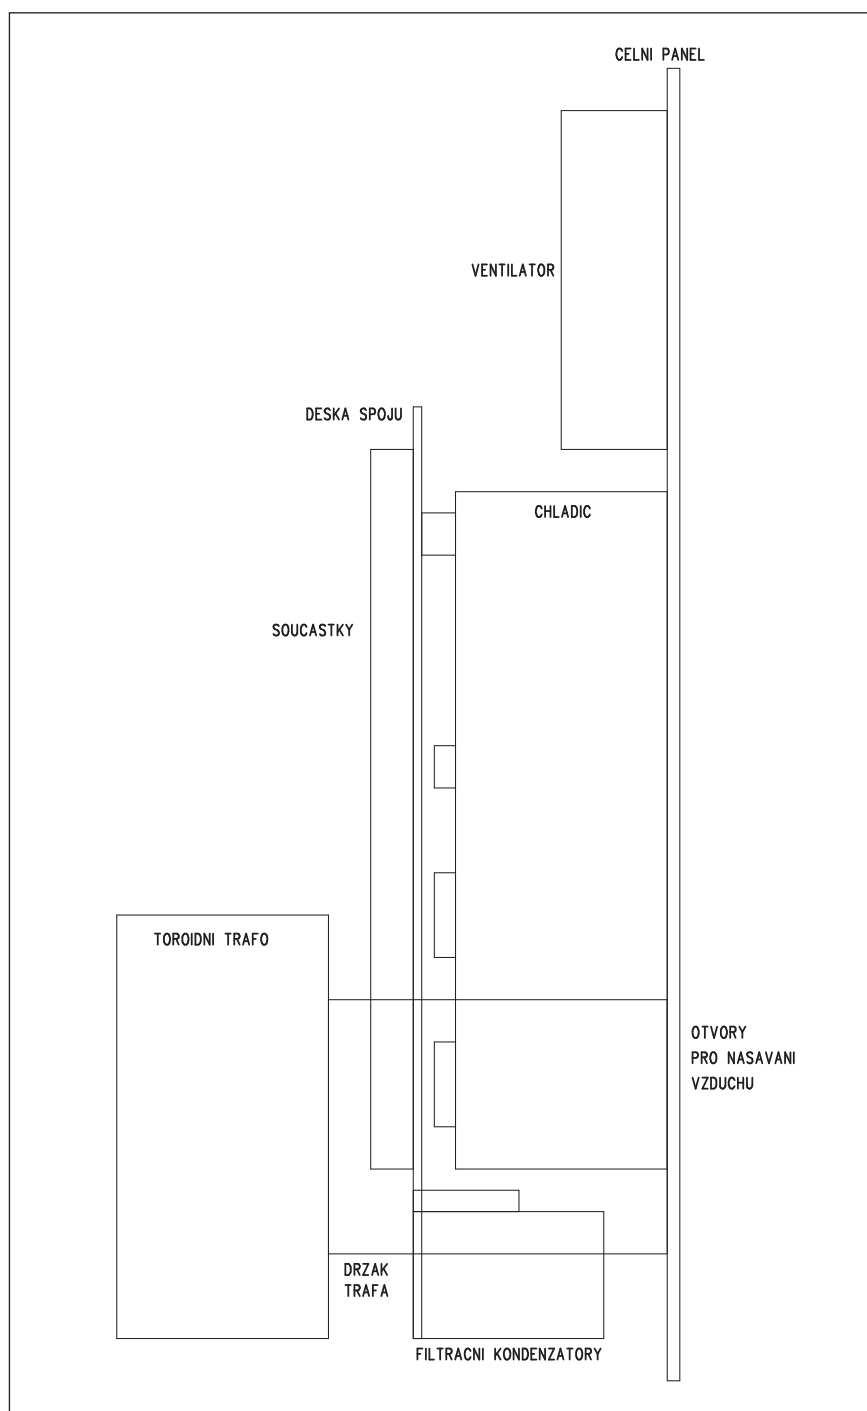 CELNI PANEL
VENTILATOR
DESKA SPOJU
CHLADIC
SOUCASTKY
TOROIDNI TRAFO
OTVORY
PRO NASAVANI
VZDUCHU
DRZAK
TRAFA
FILTRACNI KONDENZATORY